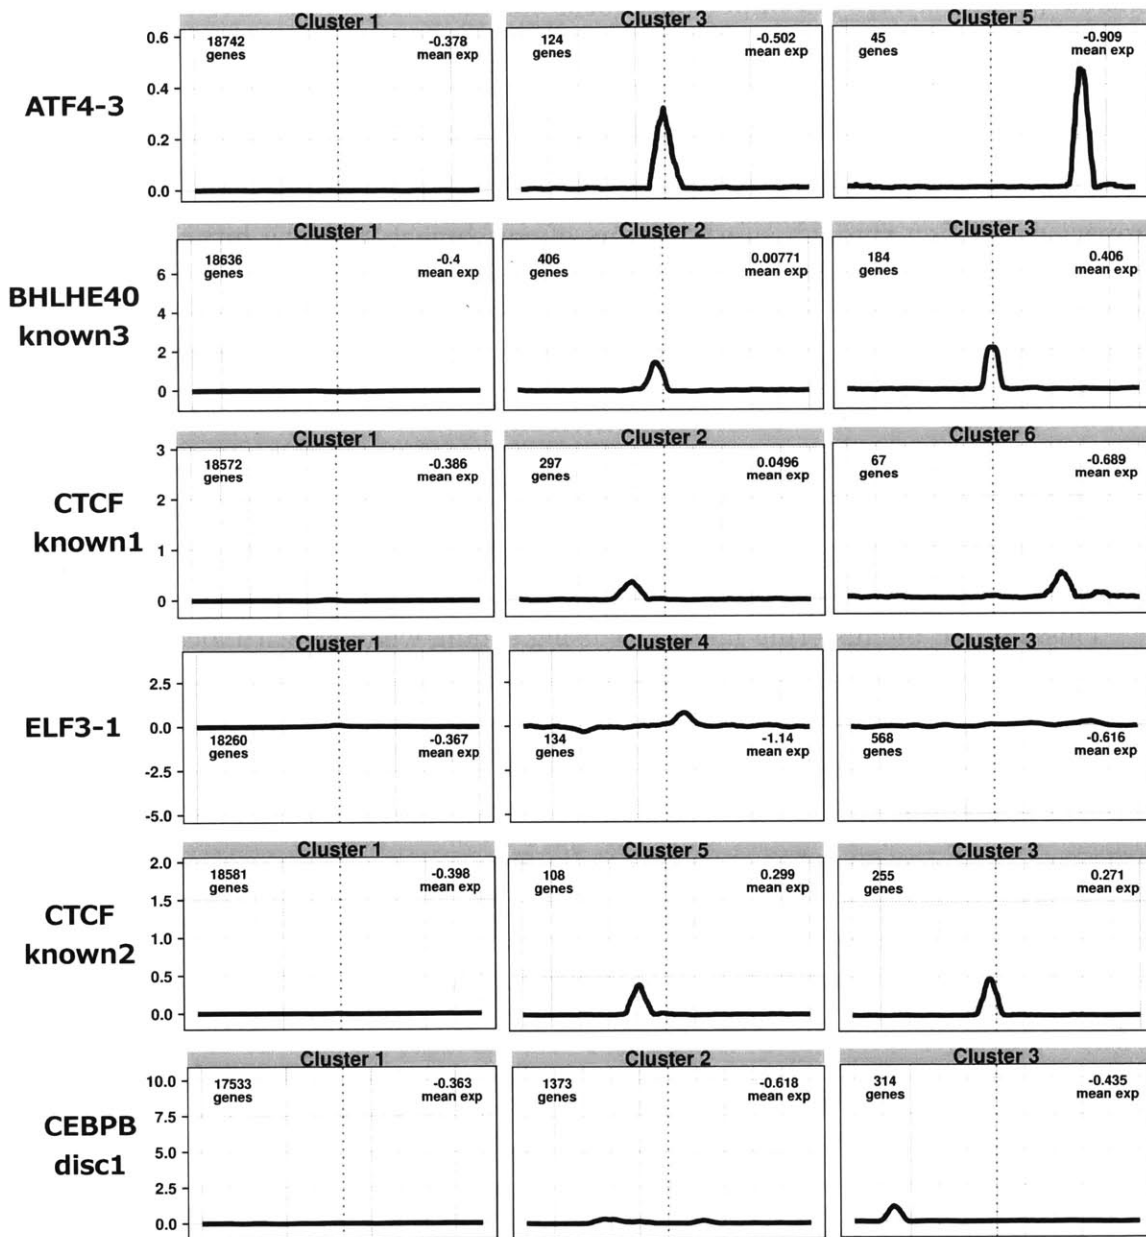 Cluster 1 Cluster 3 Cluster 5
0.6 18742 -0.378 124 -0.502 45 -0.909
genes mean exp genes mean exp genes mean exp
0.4
ATF4-3
0.2
0.0
Cluster 1 Cluster 2 Cluster 3
18636 -0.4 406 0.00771 184 0.406
genes mean exp genes mean exp genes mean exp
6
BHLHE40
4
known3
2
0
Cluster 1 Cluster 2 Cluster 6
3
18572 -0.386 297 0.0496 67 -0.689
genes mean exp genes mean exp genes mean exp
2
CTCF
known1
1
0
Cluster 1 Cluster 4 Cluster 3
2.5
ELF3-1 0.0
18260 -0.367 134 -1.14 568 -0.616
genes mean exp genes mean exp genes mean exp
-2.5
-5.0
Cluster 1 Cluster 5 Cluster 3
2.0
18581 -0.398 108 0.299 255 0.271
genes mean exp genes mean exp genes mean exp
1.5
CTCF
1.0
known2
0.5
0.0
Cluster 1 Cluster 2 Cluster 3
10.0 17533 -0.363 1373 -0.618 314 -0.435
genes mean exp genes mean exp genes mean exp
7.5
CEBPB
5.0
disc1
2.5
0.0